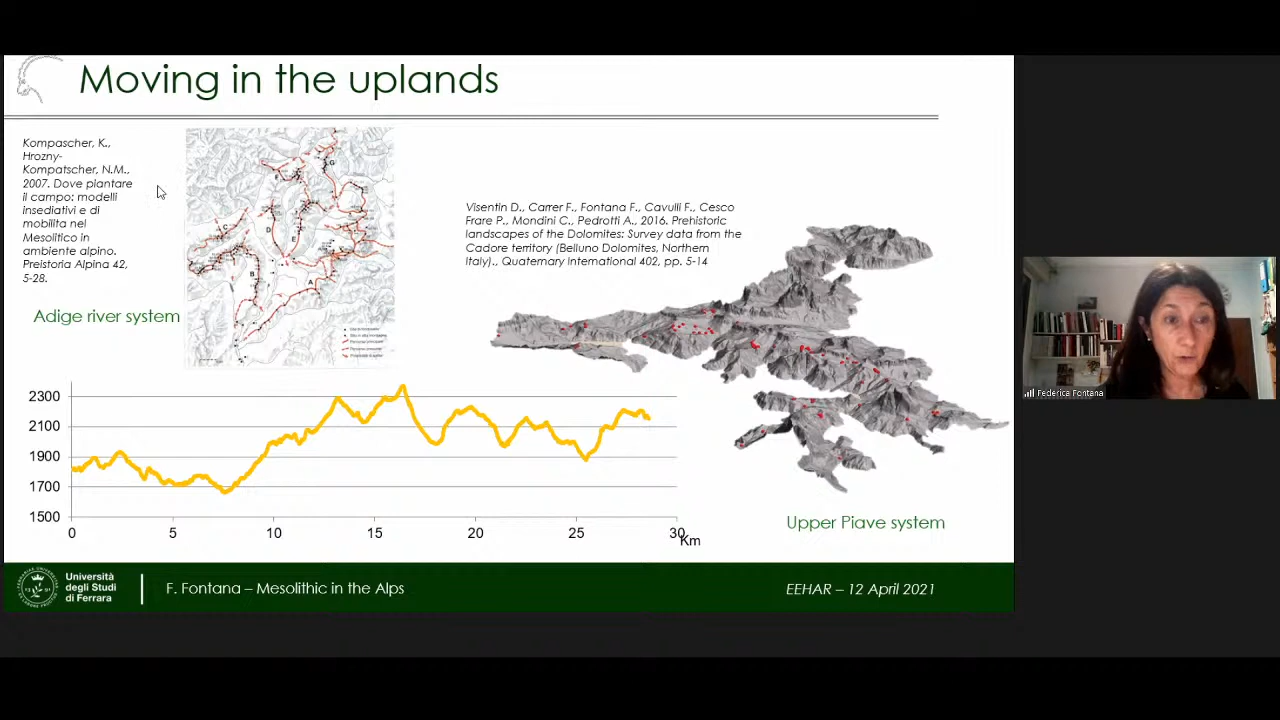 Moving in the uplands
Kompascher, K.,
Hrozny-
Kompatscher, N.M.,
2007. Dove plantare
il campo: modelli
insediativi e di
mobilita nel
Mesolitico in
ambiente alpino.
Preistoria Alpina 42,
5-28.
Adige river system
Visentin D., Carrer F., Fontana F., Cavulli F., Cesco
Frare P., Mondini C., Pedrotti A., 2016. Prehistoric
landscapes of the Dolomites: Survey data from the
Cadore territory (Belluno Dolomites, Northern
Italy)., Quaternary International 402, pp. 5-14
C
D
E
F
G
B
A
2300
2100
1900
1700
1500
0 5 10 15 20 25 30
Km
Upper Piave system
Federica Fontana
Università
degli Studi
di Ferrara
F. Fontana – Mesolithic in the Alps
EEHAR – 12 April 2021